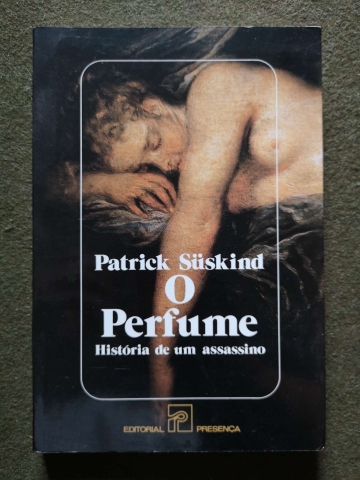 Patrick Süskind
O
Perfume
História de um assassino
EDITORIAL PRESENÇA